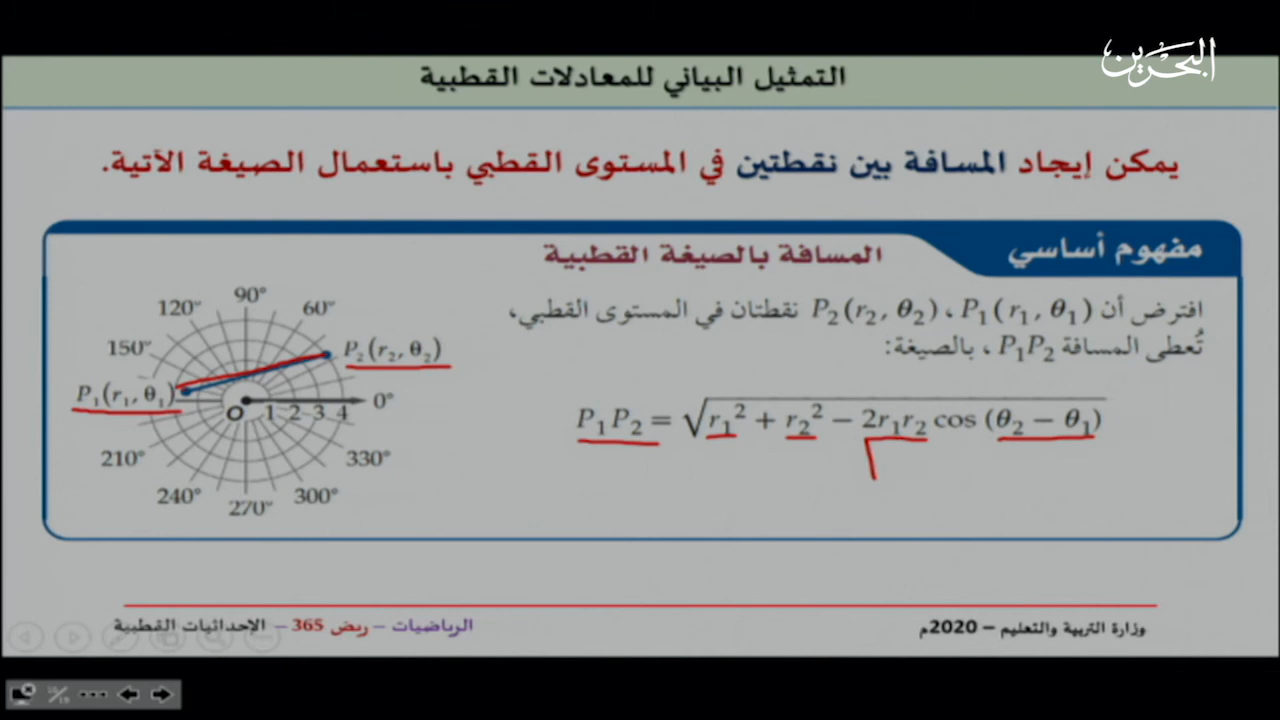 البحرين
التمثيل البياني للمعادلات القطبية
يمكن إيجاد المسافة بين نقطتين في المستوى القطبي باستعمال الصيغة الآتية.
مفهوم أساسي
المسافة بالصيغة القطبية
افترض أن P₁(r₁, θ₁) ، P₂(r₂, θ₂) نقطتان في المستوى القطبي،
تُعطى المسافة P₁P₂ ، بالصيغة:
P₁P₂ = √(r₁² + r₂² − 2r₁r₂ cos (θ₂ − θ₁))
90°
120° 60°
150° P₂(r₂, θ₂)
P₁(r₁, θ₁) O 1 2 3 4 0°
210° 330°
240° 300°
270°
وزارة التربية والتعليم – 2020م
الرياضيات – ريض 365 – الإحداثيات القطبية